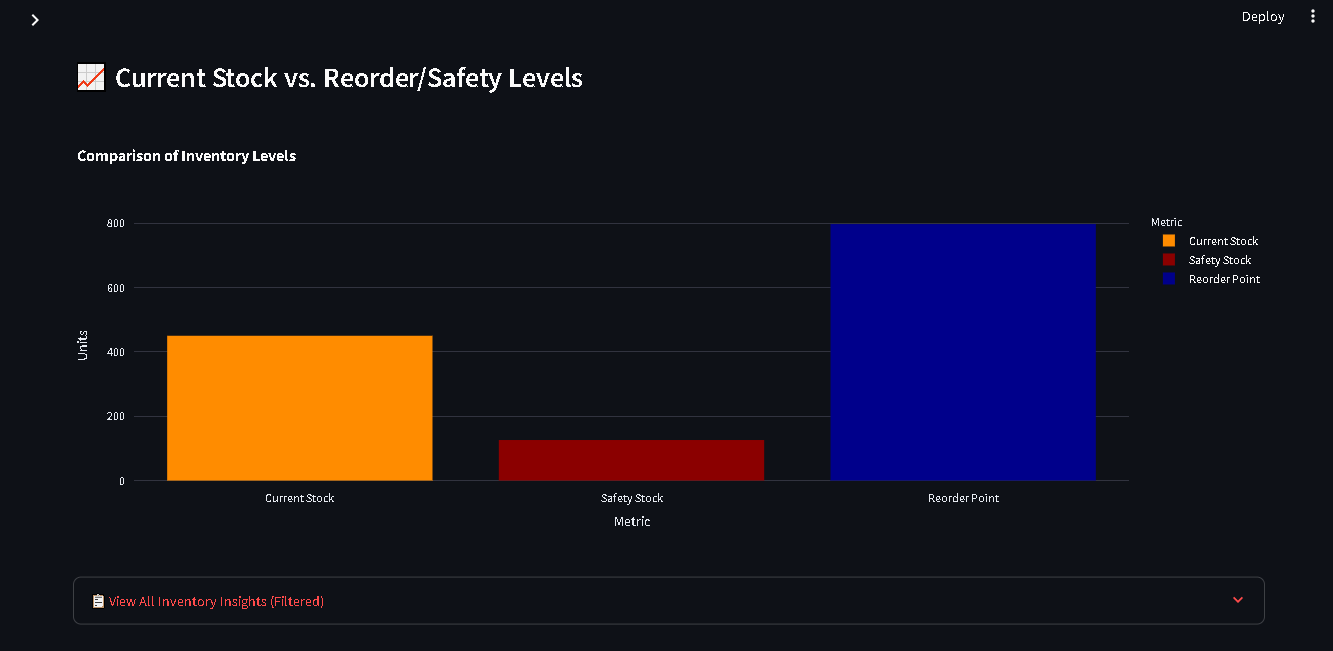 Deploy
📈 Current Stock vs. Reorder/Safety Levels
Comparison of Inventory Levels
Metric
Current Stock
Safety Stock
Reorder Point
Units
800
600
400
200
0
Current Stock Safety Stock Reorder Point
Metric
📋 View All Inventory Insights (Filtered)